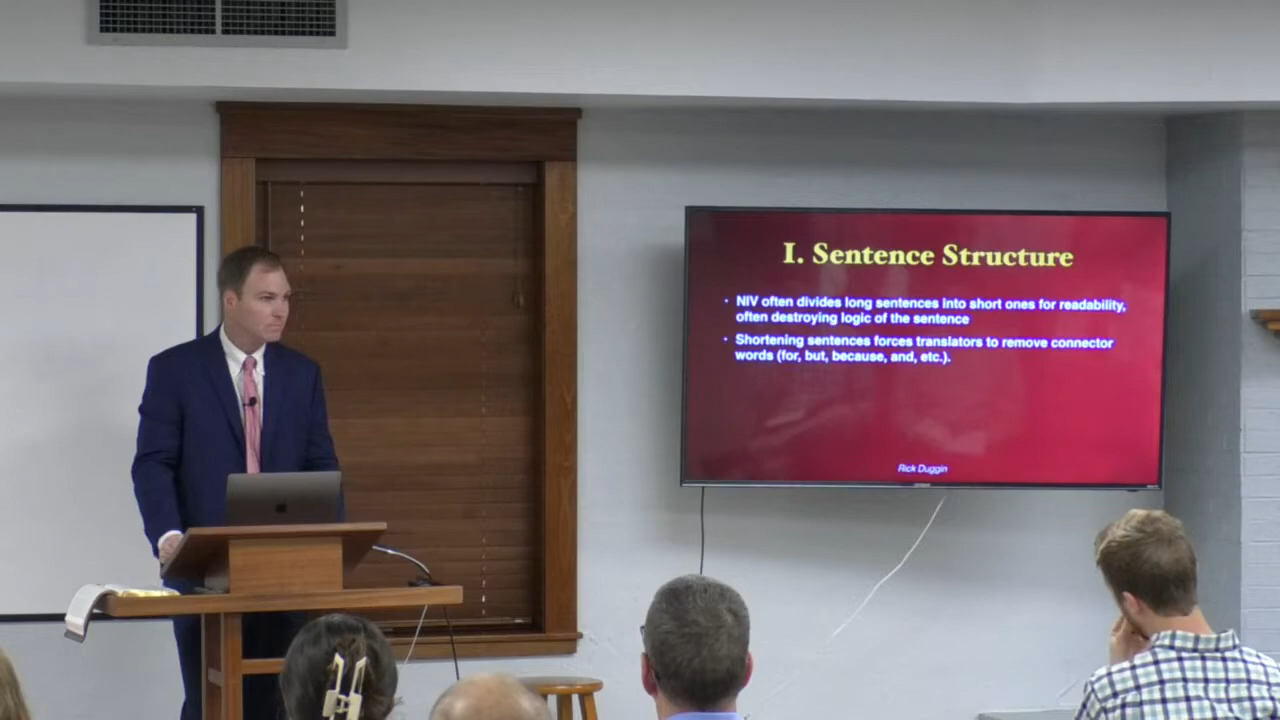 I. Sentence Structure
· NIV often divides long sentences into short ones for readability,
often destroying logic of the sentence
· Shortening sentences forces translators to remove connector
words (for, but, because, and, etc.).
Rick Duggin